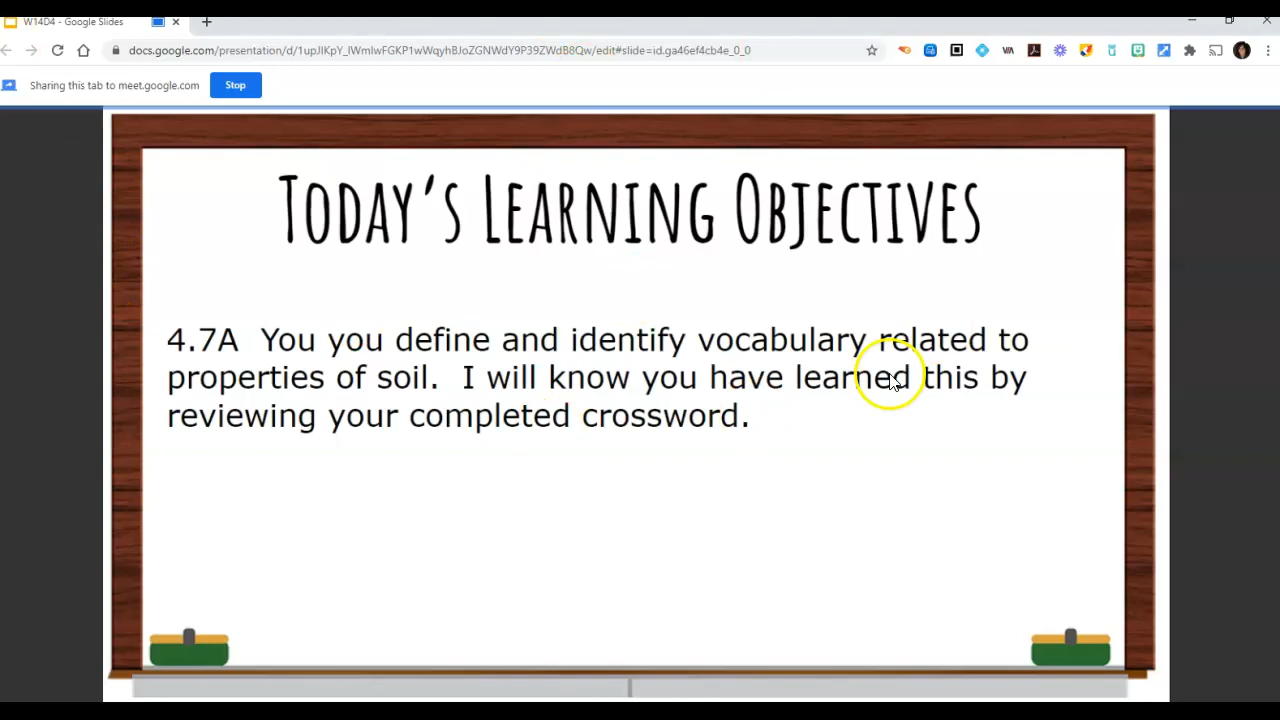 W14D4 - Google Slides
docs.google.com/presentation/d/1upJIKpY_lWmlwFGKP1wWqyhBJoZGNWdY9P39ZWdB8Qw/edit#slide=id.ga46ef4cb4e_0_0
Sharing this tab to meet.google.com
Stop
Today's Learning Objectives
4.7A You you define and identify vocabulary related to
properties of soil. I will know you have learned this by
reviewing your completed crossword.